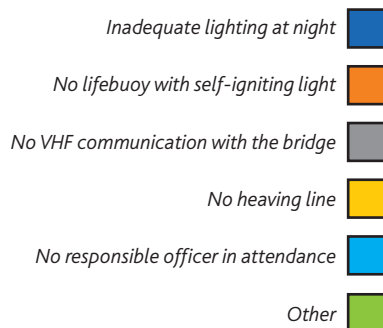 Inadequate lighting at night
No lifebuoy with self-igniting light
No VHF communication with the bridge
No heaving line
No responsible officer in attendance
Other